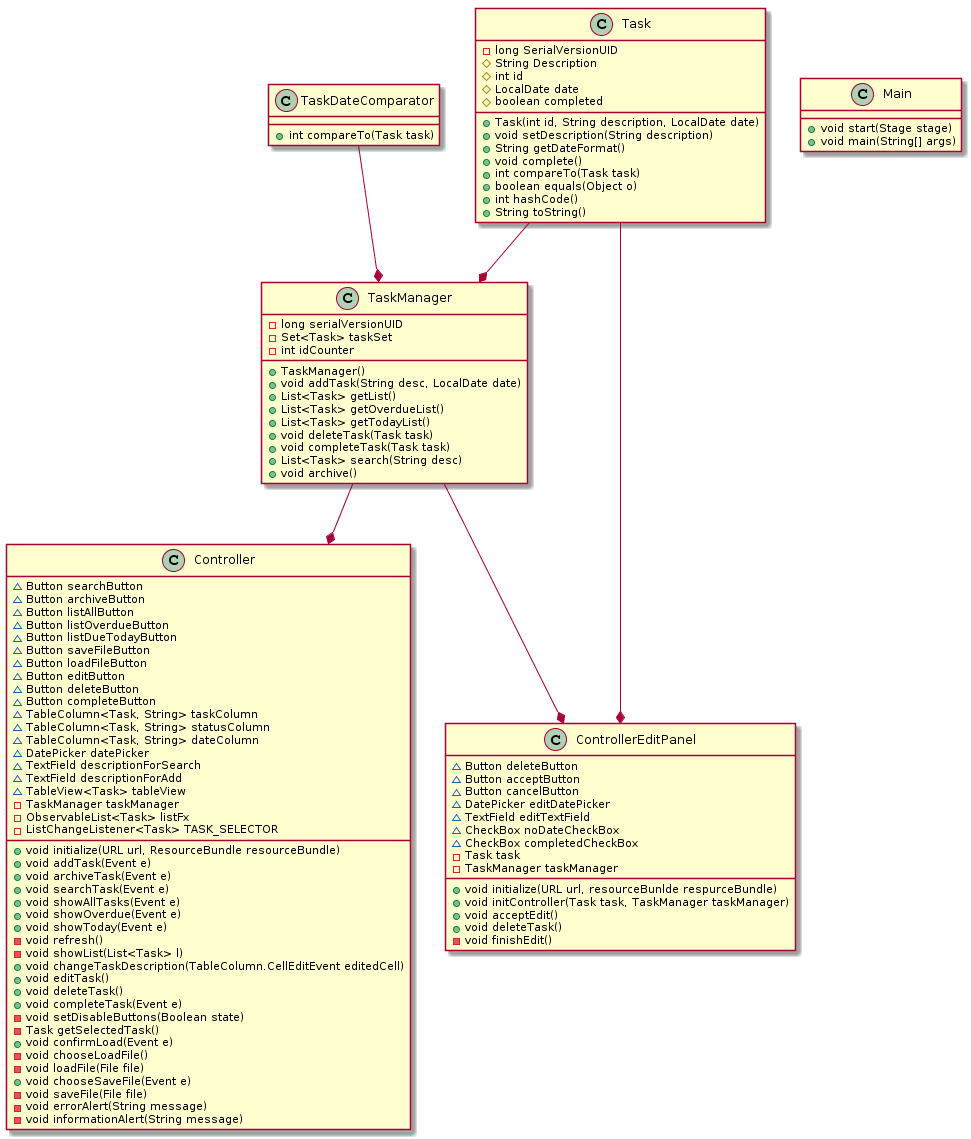 C Task
long SerialVersionUID
String Description
int id
LocalDate date
boolean completed
Task(int id, String description, LocalDate date)
void setDescription(String description)
String getDateFormat()
void complete()
int compareTo(Task task)
boolean equals(Object o)
int hashCode()
String toString()
C TaskDateComparator
int compareTo(Task task)
C Main
void start(Stage stage)
void main(String[] args)
C TaskManager
long serialVersionUID
Set<Task> taskSet
int idCounter
TaskManager()
void addTask(String desc, LocalDate date)
List<Task> getList()
List<Task> getOverdueList()
List<Task> getTodayList()
void deleteTask(Task task)
void completeTask(Task task)
List<Task> search(String desc)
void archive()
C Controller
Button searchButton
Button archiveButton
Button listAllButton
Button listOverdueButton
Button listDueTodayButton
Button saveFileButton
Button loadFileButton
Button editButton
Button deleteButton
Button completeButton
TableColumn<Task, String> taskColumn
TableColumn<Task, String> statusColumn
TableColumn<Task, String> dateColumn
DatePicker datePicker
TextField descriptionForSearch
TextField descriptionForAdd
TableView<Task> tableView
TaskManager taskManager
ObservableList<Task> listFx
ListChangeListener<Task> TASK_SELECTOR
void initialize(URL url, ResourceBundle resourceBundle)
void addTask(Event e)
void archiveTask(Event e)
void searchTask(Event e)
void showAllTasks(Event e)
void showOverdue(Event e)
void showToday(Event e)
void refresh()
void showList(List<Task> l)
void changeTaskDescription(TableColumn.CellEditEvent editedCell)
void editTask()
void deleteTask()
void completeTask(Event e)
void setDisableButtons(Boolean state)
Task getSelectedTask()
void confirmLoad(Event e)
void chooseLoadFile()
void loadFile(File file)
void chooseSaveFile(Event e)
void saveFile(File file)
void errorAlert(String message)
void informationAlert(String message)
C ControllerEditPanel
Button deleteButton
Button acceptButton
Button cancelButton
DatePicker editDatePicker
TextField editTextField
CheckBox noDateCheckBox
CheckBox completedCheckBox
Task task
TaskManager taskManager
void initialize(URL url, resourceBunlde respurceBundle)
void initController(Task task, TaskManager taskManager)
void acceptEdit()
void deleteTask()
void finishEdit()